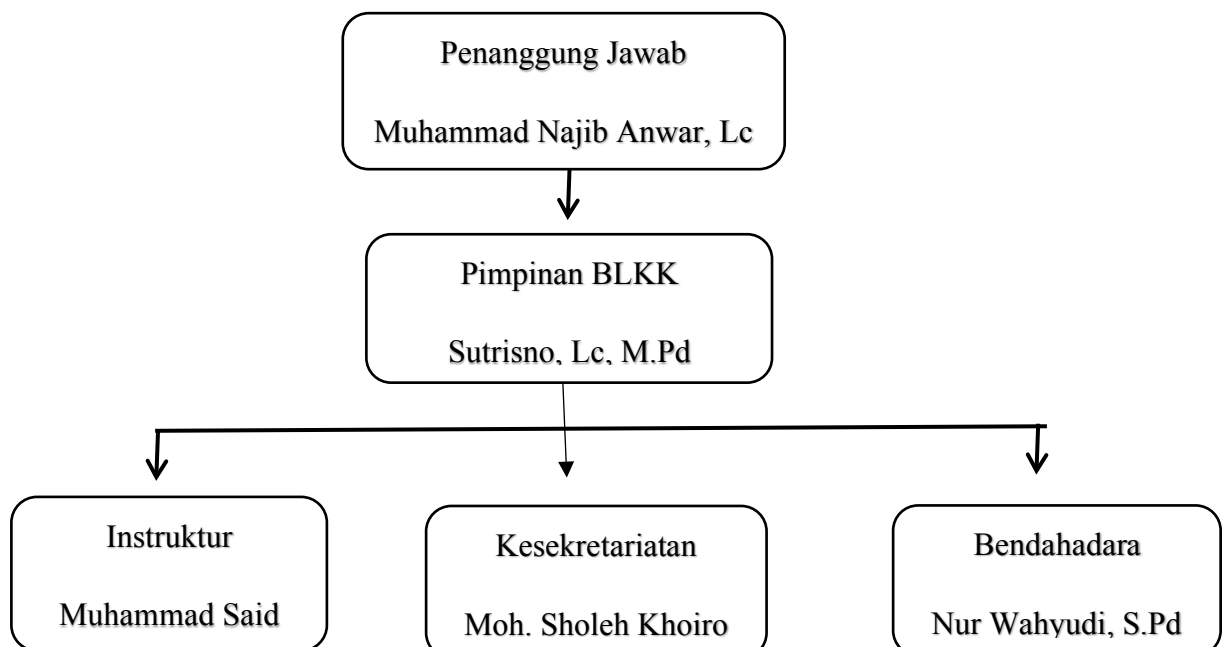 Penanggung Jawab
Muhammad Najib Anwar, Lc
Pimpinan BLKK
Sutrisno, Lc, M.Pd
Instruktur
Muhammad Said
Kesekretariatan
Moh. Sholeh Khoiro
Bendahadara
Nur Wahyudi, S.Pd